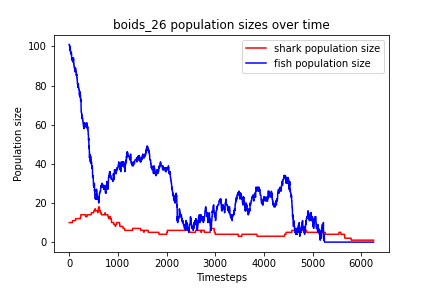 boids_26 population sizes over time
shark population size
fish population size
Population size
100
80
60
40
20
0
0 1000 2000 3000 4000 5000 6000
Timesteps